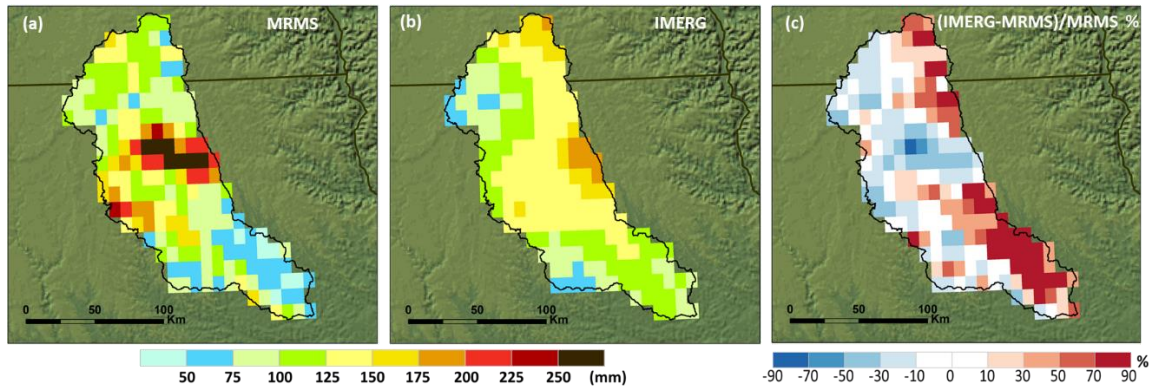 (a) MRMS
(b) IMERG
(c) (IMERG-MRMS)/MRMS %
0 50 100
Km
0 50 100
Km
0 50 100
Km
50 75 100 125 150 175 200 225 250 (mm)
-90 -70 -50 -30 -10 0 10 30 50 70 90 %